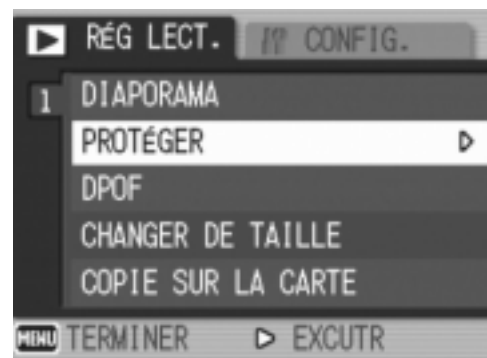 RÉG LECT. CONFIG.
1 DIAPORAMA
PROTÉGER
DPOF
CHANGER DE TAILLE
COPIE SUR LA CARTE
MENU TERMINER EXCUTR